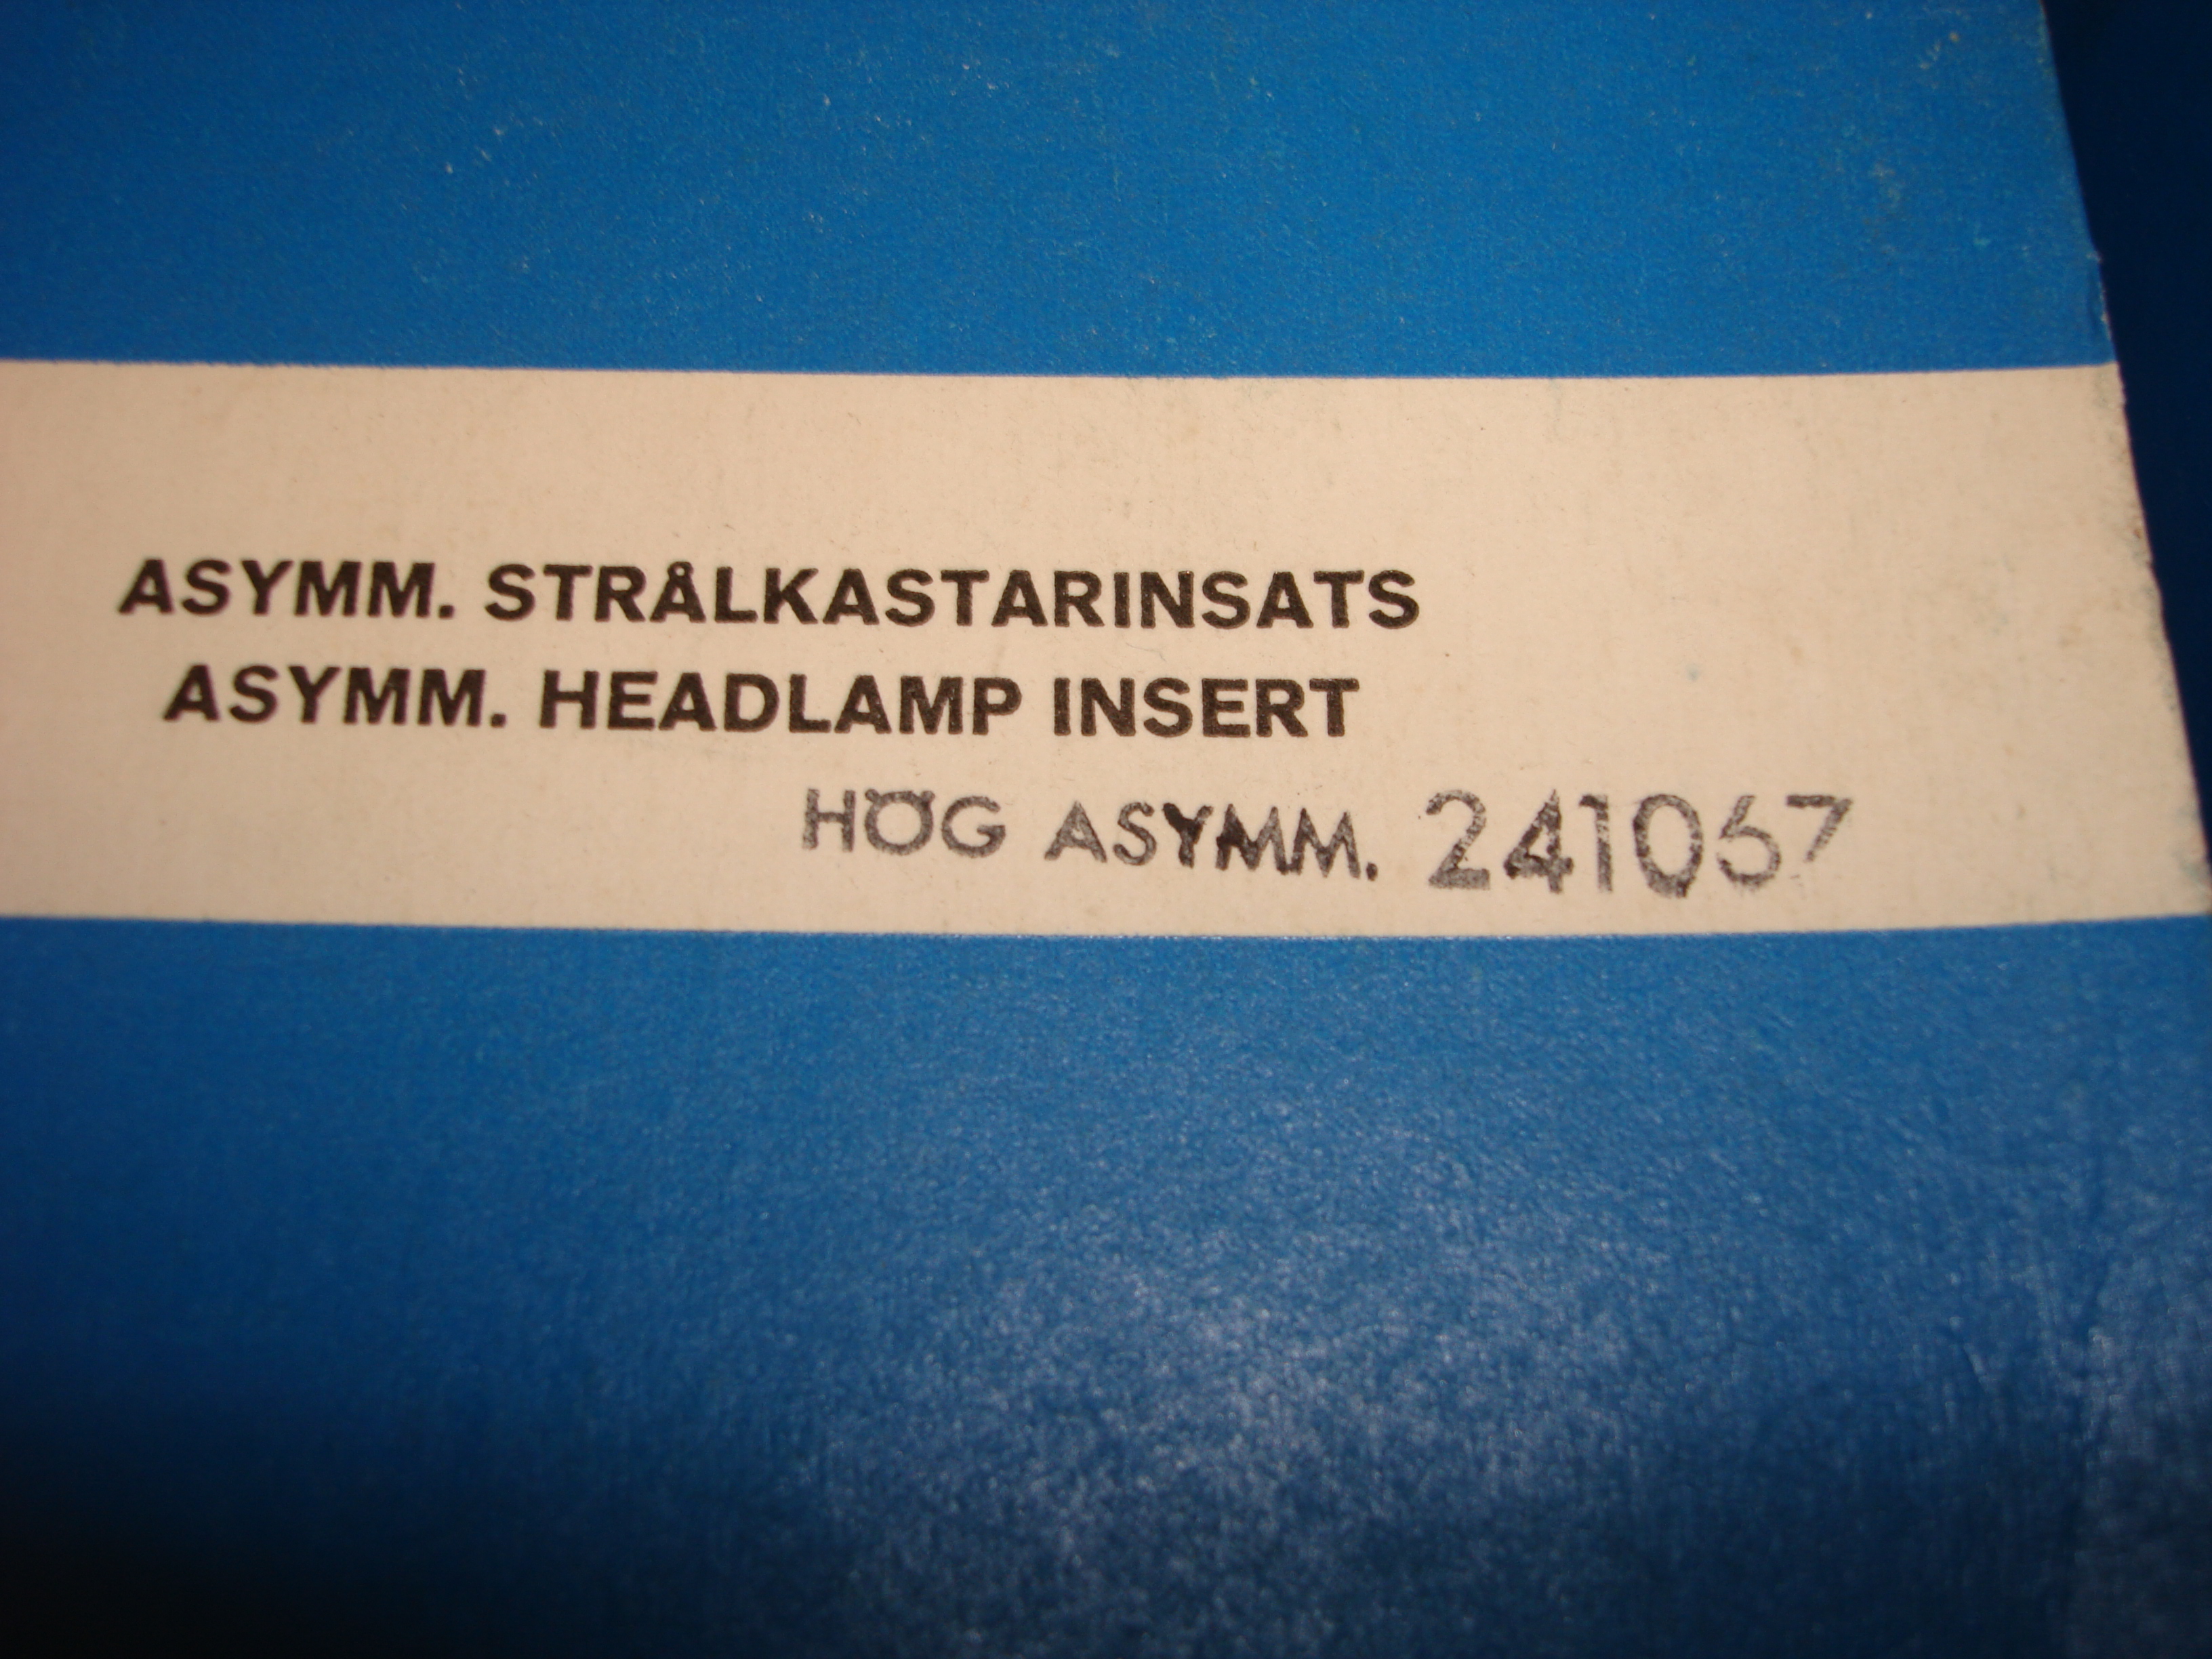 ASYMM. STRÅLKASTARINSATS
ASYMM. HEADLAMP INSERT
HÖG ASYMM. 241067